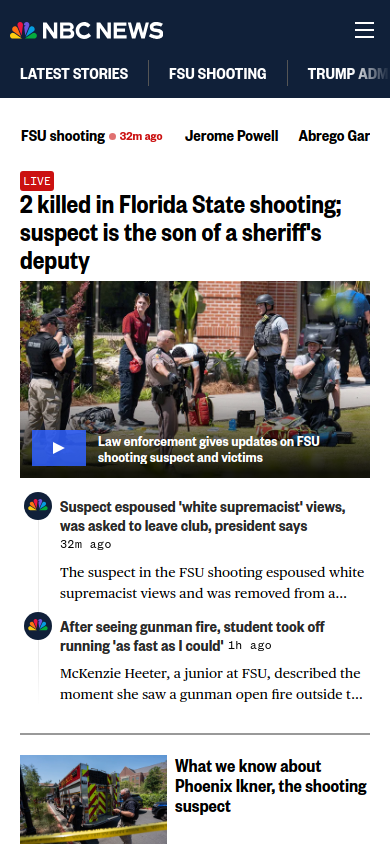 NBC NEWS
LATEST STORIES
FSU SHOOTING
TRUMP ADM
FSU shooting 32m ago
Jerome Powell
Abrego Gar
LIVE
2 killed in Florida State shooting;
suspect is the son of a sheriff's
deputy
Law enforcement gives updates on FSU
shooting suspect and victims
Suspect espoused 'white supremacist' views,
was asked to leave club, president says
32m ago
The suspect in the FSU shooting espoused white
supremacist views and was removed from a...
After seeing gunman fire, student took off
running 'as fast as I could' 1h ago
McKenzie Heeter, a junior at FSU, described the
moment she saw a gunman open fire outside t...
What we know about
Phoenix Ikner, the shooting
suspect